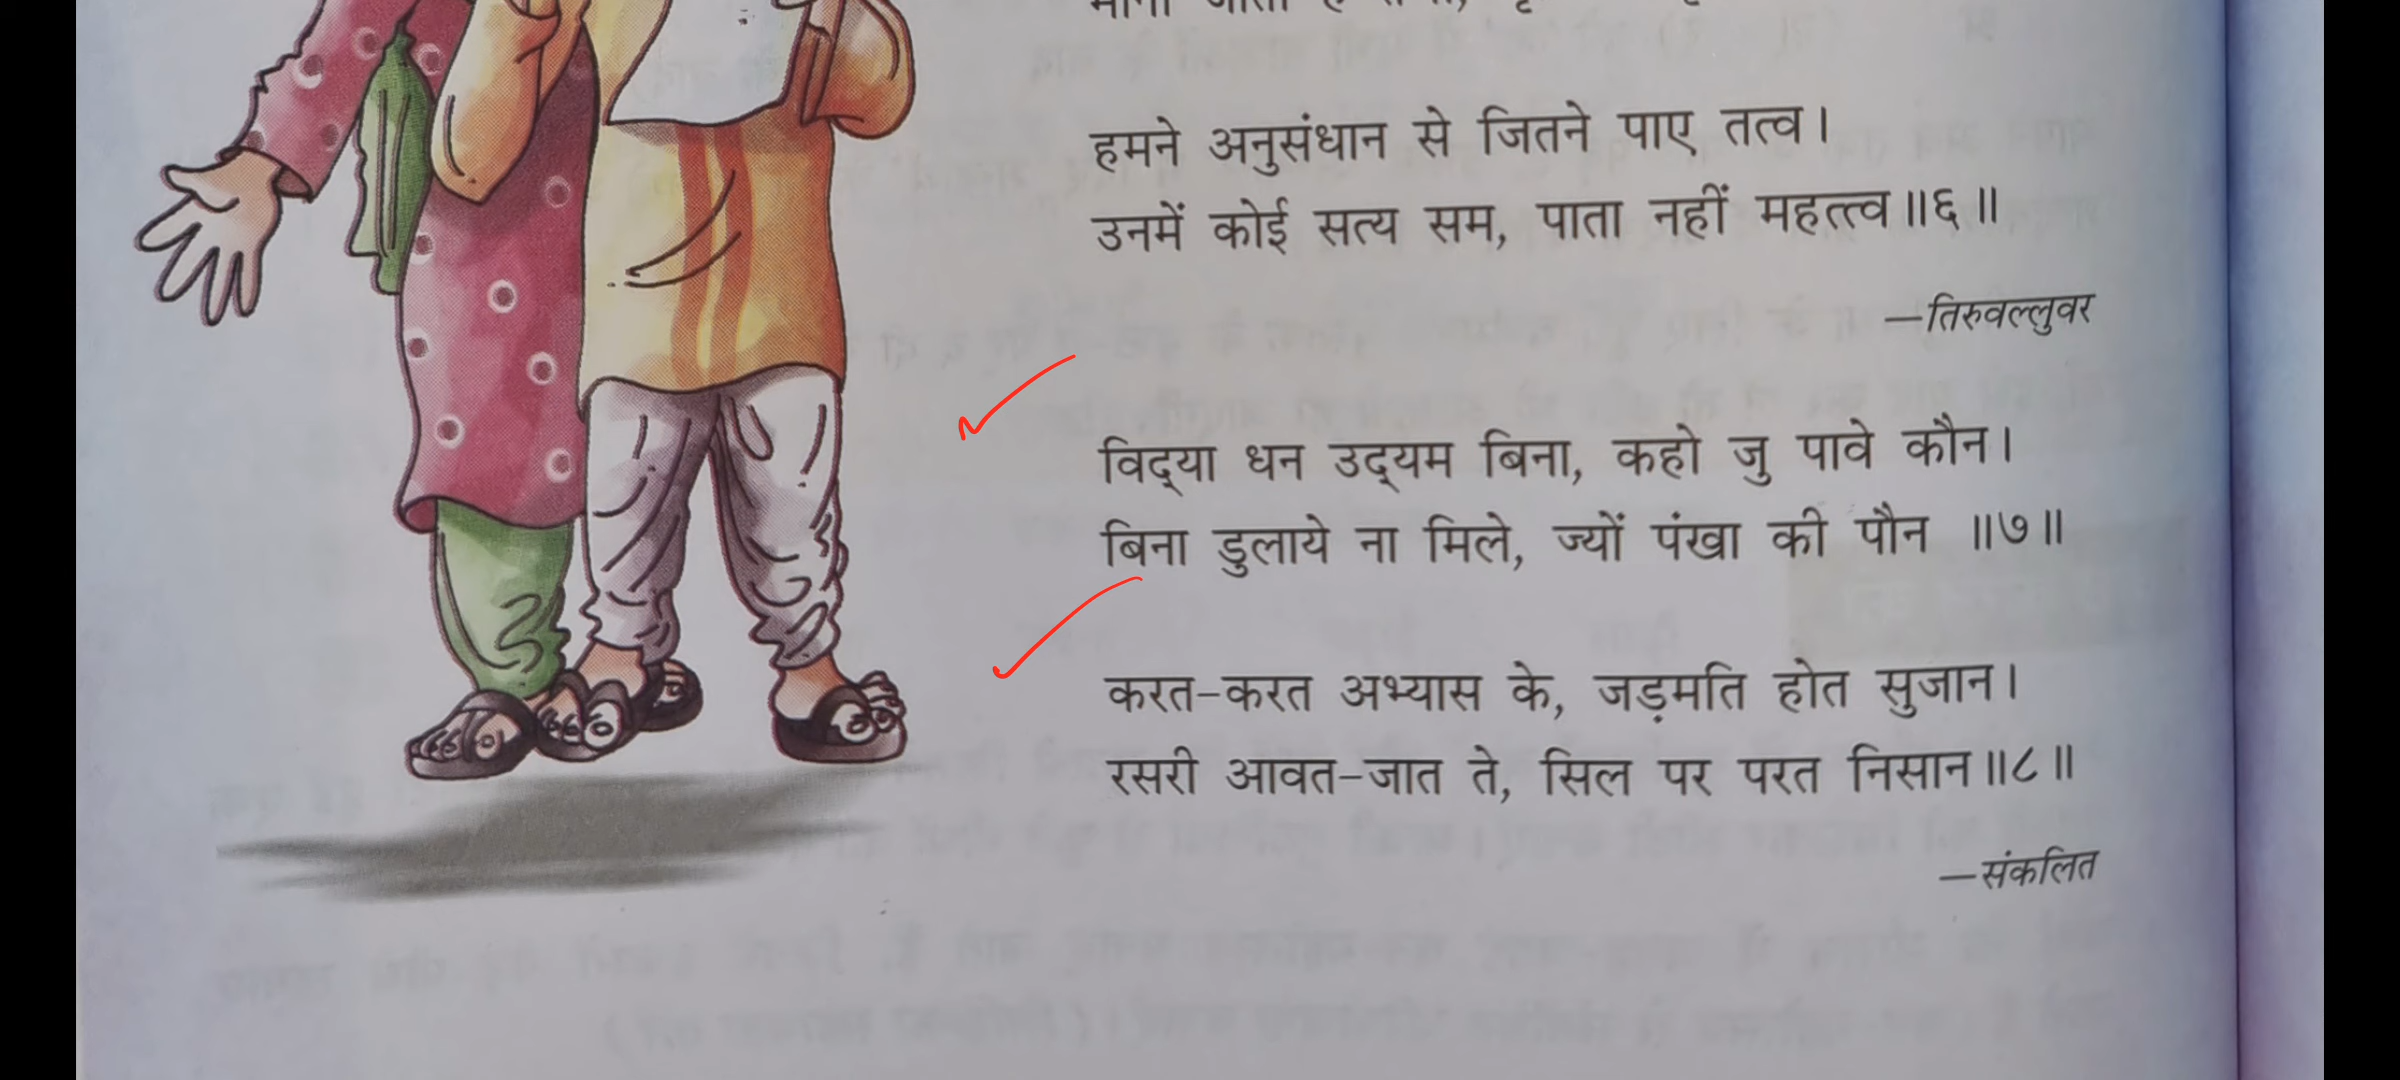 हमने अनुसंधान से जितने पाए तत्व।
उनमें कोई सत्य सम, पाता नहीं महत्त्व॥६॥
—तिरुवल्लुवर
विद्‌या धन उद्‌यम बिना, कहो जु पावे कौन।
बिना डुलाये ना मिले, ज्यों पंखा की पौन ॥७॥
करत-करत अभ्यास के, जड़मति होत सुजान।
रसरी आवत-जात ते, सिल पर परत निसान॥८॥
—संकलित